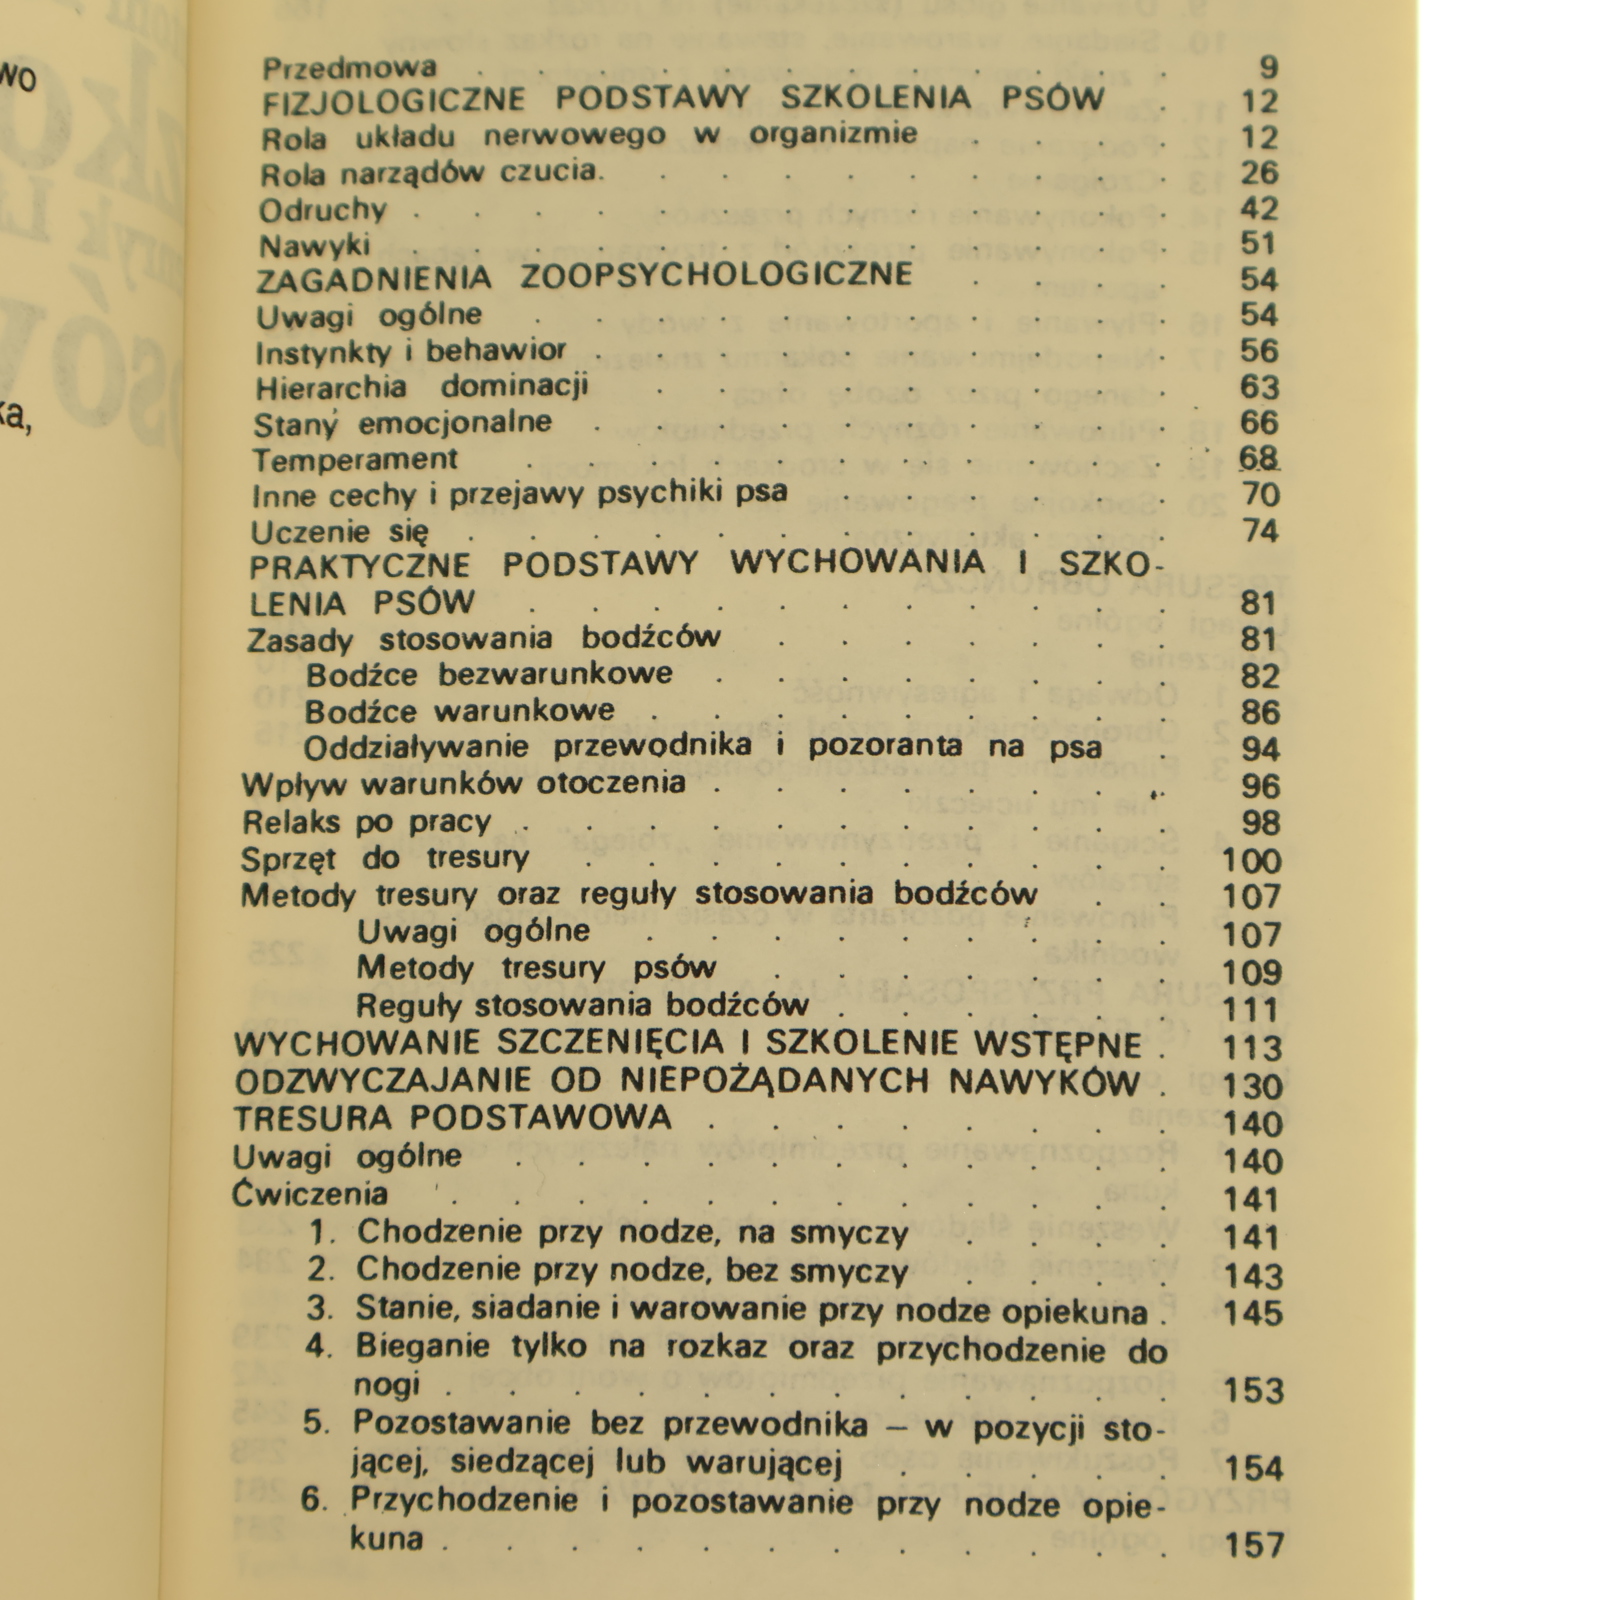 wo
ka,
Przedmowa . . . . . . . . . . . 9
FIZJOLOGICZNE PODSTAWY SZKOLENIA PSÓW . 12
Rola układu nerwowego w organizmie . . . . 12
Rola narządów czucia. . . . . . . . . . 26
Odruchy . . . . . . . . . . . . . 42
Nawyki . . . . . . . . . . . . . 51
ZAGADNIENIA ZOOPSYCHOLOGICZNE . . . . 54
Uwagi ogólne . . . . . . . . . . . 54
Instynkty i behawior . . . . . . . . . . 56
Hierarchia dominacji . . . . . . . . . 63
Stany emocjonalne . . . . . . . . . . 66
Temperament . . . . . . . . . . . 68
Inne cechy i przejawy psychiki psa . . . . . . 70
Uczenie się . . . . . . . . . . . . 74
PRAKTYCZNE PODSTAWY WYCHOWANIA I SZKO-
LENIA PSÓW . . . . . . . . . . . 81
Zasady stosowania bodźców . . . . . . . 81
Bodźce bezwarunkowe . . . . . . . . 82
Bodźce warunkowe . . . . . . . . . 86
Oddziaływanie przewodnika i pozoranta na psa . 94
Wpływ warunków otoczenia . . . . . . . . 96
Relaks po pracy . . . . . . . . . . . 98
Sprzęt do tresury . . . . . . . . . . 100
Metody tresury oraz reguły stosowania bodźców . . 107
Uwagi ogólne . . . . . . . . . 107
Metody tresury psów . . . . . . . 109
Reguły stosowania bodźców . . . . . . 111
WYCHOWANIE SZCZENIĘCIA I SZKOLENIE WSTĘPNE . 113
ODZWYCZAJANIE OD NIEPOŻĄDANYCH NAWYKÓW . 130
TRESURA PODSTAWOWA . . . . . . . . 140
Uwagi ogólne . . . . . . . . . . . 140
Ćwiczenia . . . . . . . . . . . . 141
1. Chodzenie przy nodze, na smyczy . . . . 141
2. Chodzenie przy nodze, bez smyczy . . . . 143
3. Stanie, siadanie i warowanie przy nodze opiekuna . 145
4. Bieganie tylko na rozkaz oraz przychodzenie do
nogi . . . . . . . . . . . . 153
5. Pozostawanie bez przewodnika – w pozycji sto-
jącej, siedzącej lub warującej . . . . . 154
6. Przychodzenie i pozostawanie przy nodze opie-
kuna . . . . . . . . . . . . 157